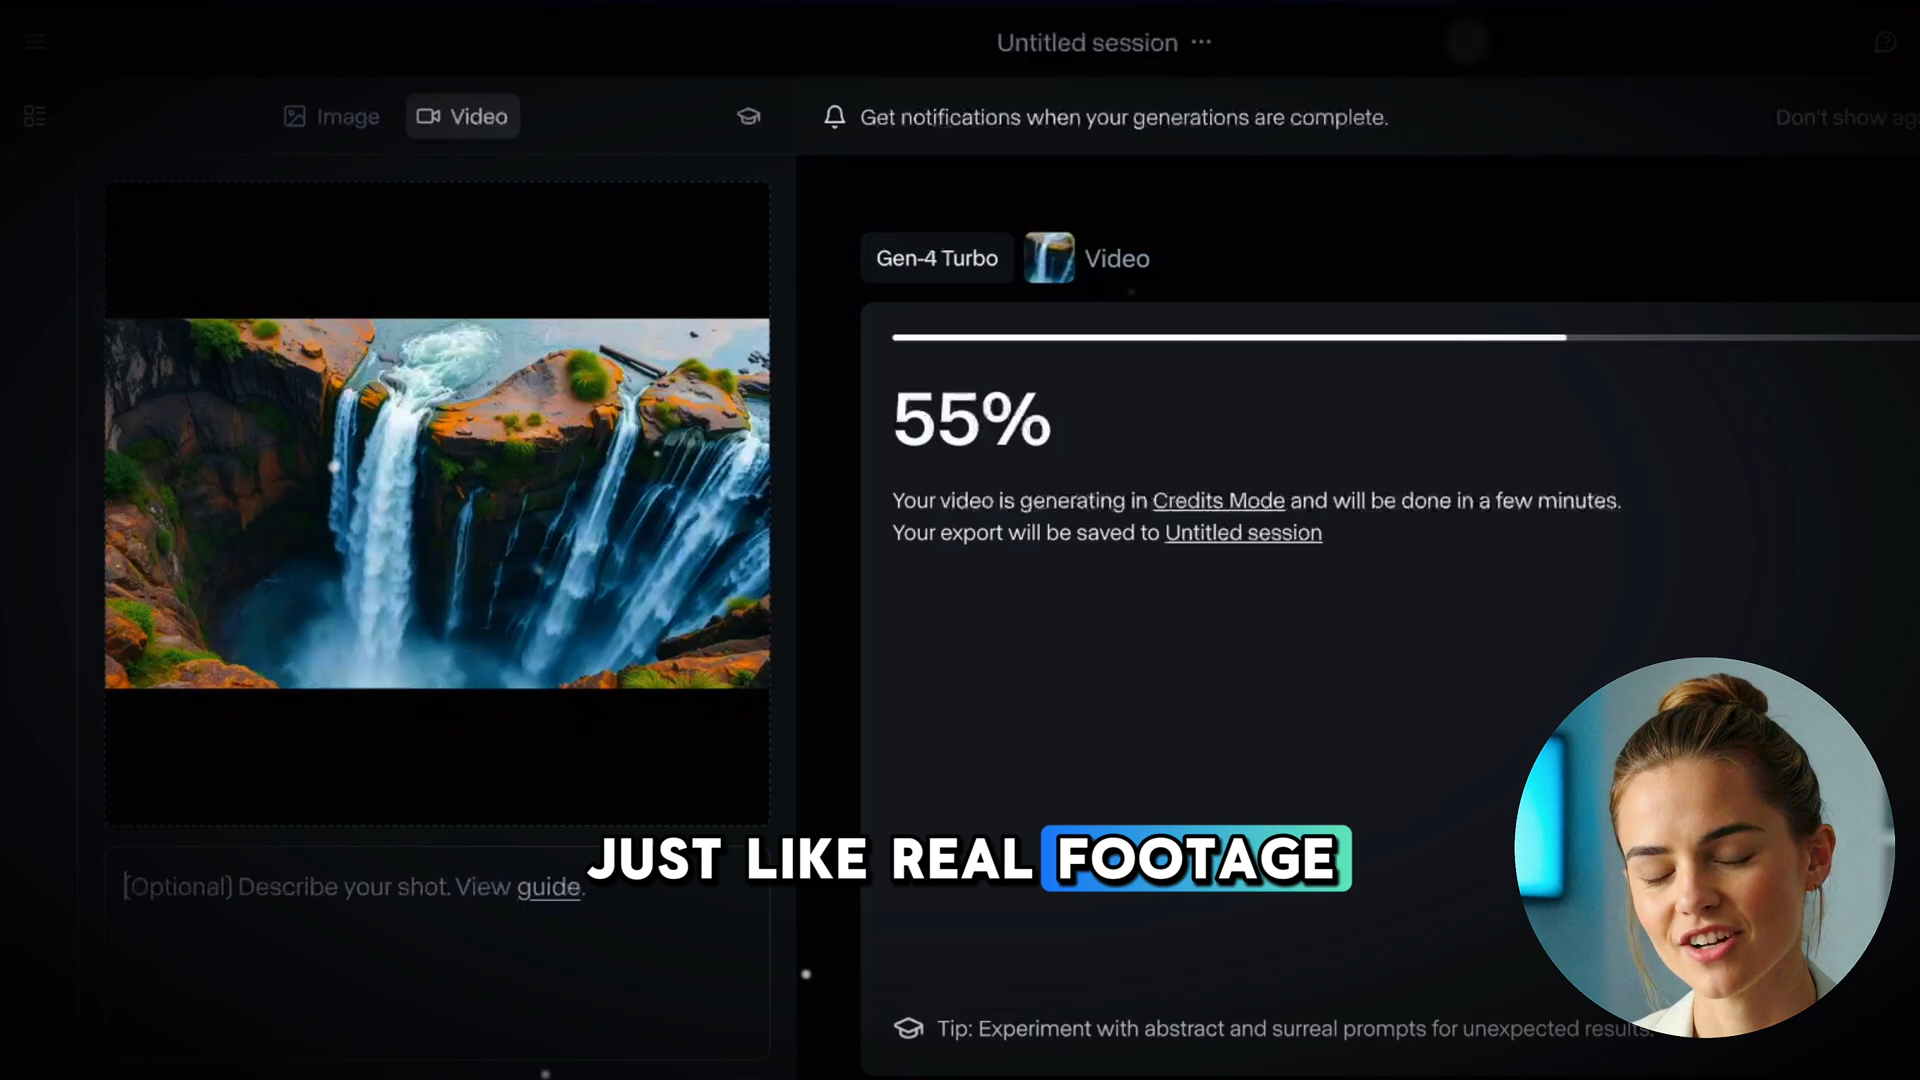 Untitled session ...
Image
Video
Get notifications when your generations are complete.
Don't show
Gen-4 Turbo
Video
55%
Your video is generating in Credits Mode and will be done in a few minutes.
Your export will be saved to Untitled session
JUST LIKE REAL FOOTAGE
(Optional) Describe your shot. View guide.
Tip: Experiment with abstract and surreal prompts for unexpected results.